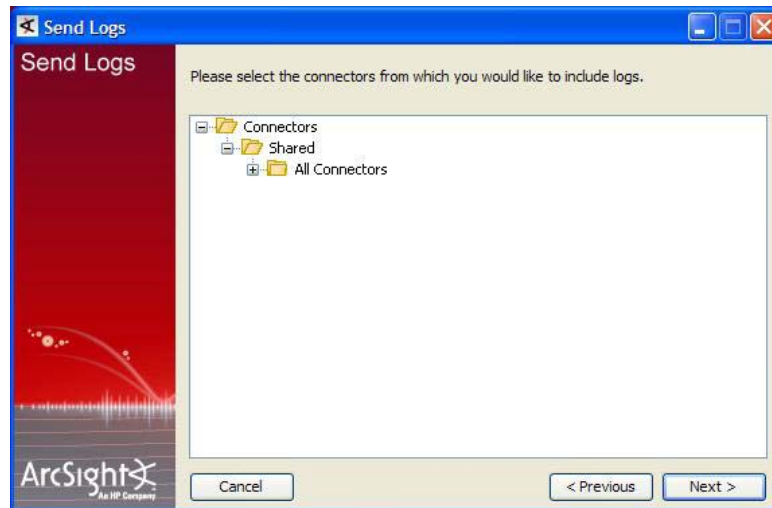 Send Logs
Send Logs
Please select the connectors from which you would like to include logs.
Connectors
Shared
All Connectors
ArcSight
An HP Company
Cancel
< Previous
Next >